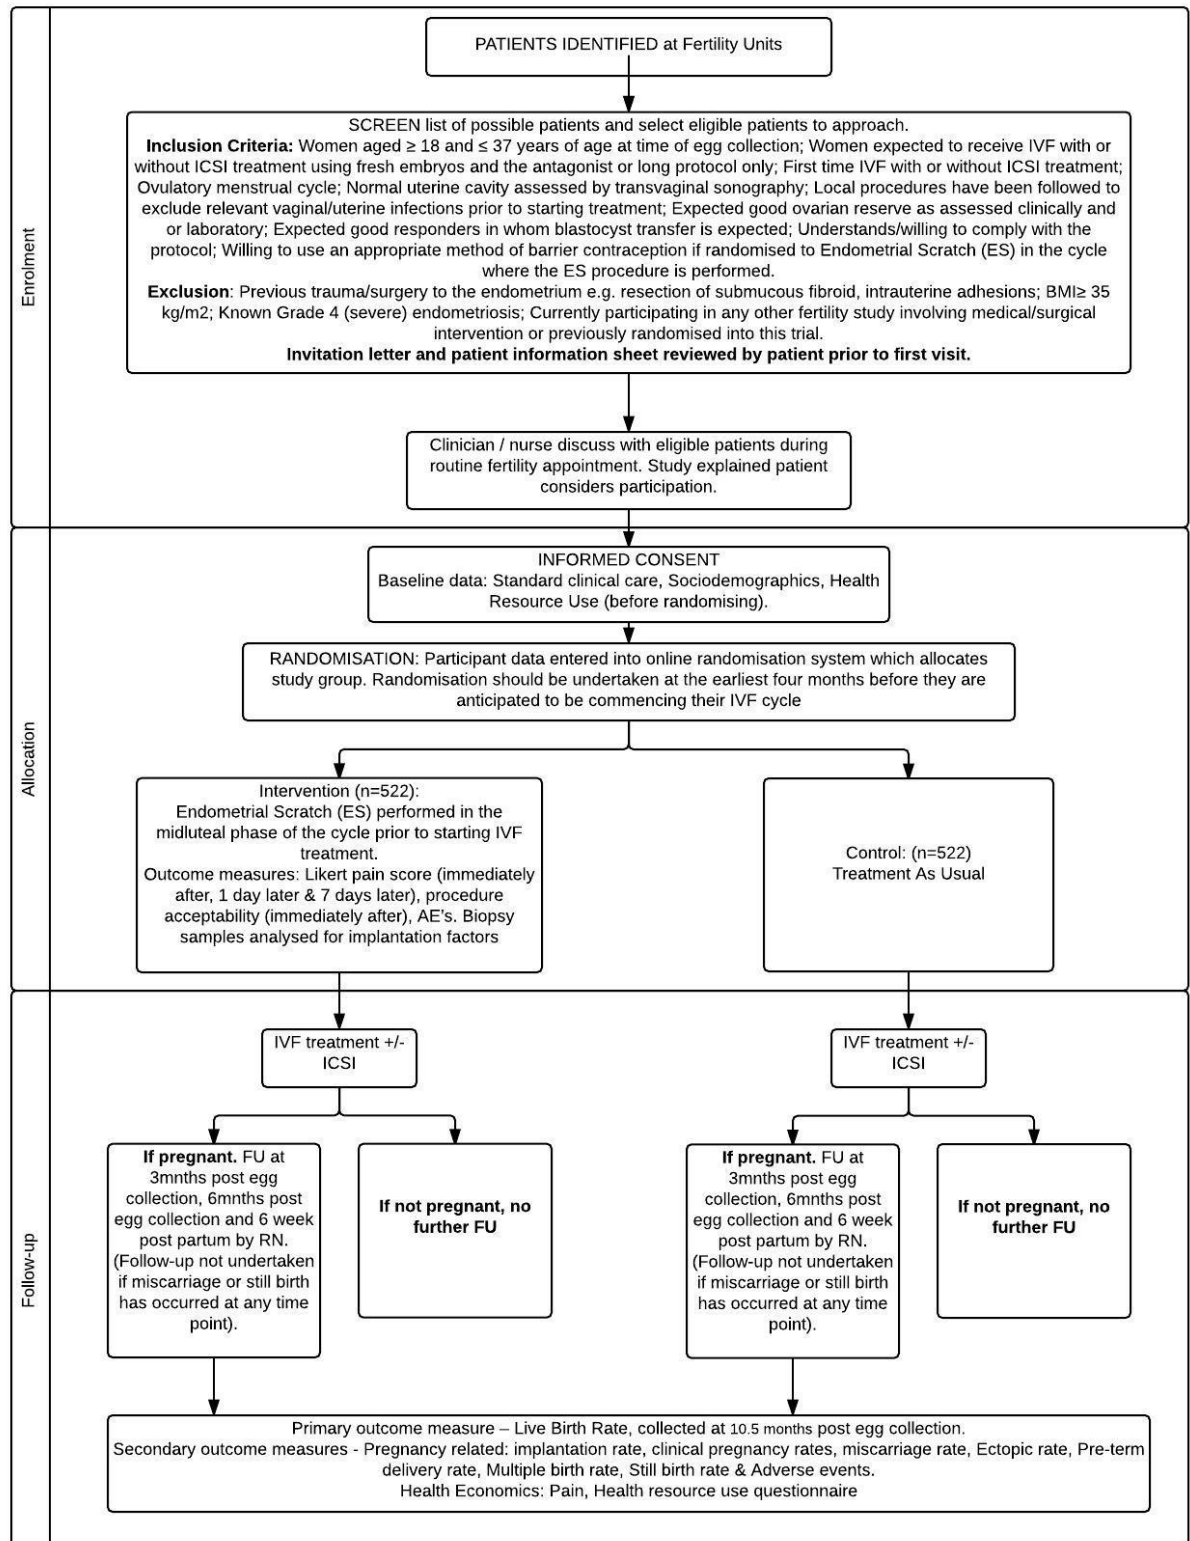 PATIENTS IDENTIFIED at Fertility Units
Enrolment
SCREEN list of possible patients and select eligible patients to approach.
Inclusion Criteria: Women aged ≥ 18 and ≤ 37 years of age at time of egg collection; Women expected to receive IVF with or
without ICSI treatment using fresh embryos and the antagonist or long protocol only; First time IVF with or without ICSI treatment;
Ovulatory menstrual cycle; Normal uterine cavity assessed by transvaginal sonography; Local procedures have been followed to
exclude relevant vaginal/uterine infections prior to starting treatment; Expected good ovarian reserve as assessed clinically and
or laboratory; Expected good responders in whom blastocyst transfer is expected; Understands/willing to comply with the
protocol; Willing to use an appropriate method of barrier contraception if randomised to Endometrial Scratch (ES) in the cycle
where the ES procedure is performed.
Exclusion: Previous trauma/surgery to the endometrium e.g. resection of submucous fibroid, intrauterine adhesions; BMI≥ 35
kg/m2; Known Grade 4 (severe) endometriosis; Currently participating in any other fertility study involving medical/surgical
intervention or previously randomised into this trial.
Invitation letter and patient information sheet reviewed by patient prior to first visit.
Clinician / nurse discuss with eligible patients during
routine fertility appointment. Study explained patient
considers participation.
Allocation
INFORMED CONSENT
Baseline data: Standard clinical care, Sociodemographics, Health
Resource Use (before randomising).
RANDOMISATION: Participant data entered into online randomisation system which allocates
study group. Randomisation should be undertaken at the earliest four months before they are
anticipated to be commencing their IVF cycle
Intervention (n=522):
Endometrial Scratch (ES) performed in the
midluteal phase of the cycle prior to starting IVF
treatment.
Outcome measures: Likert pain score (immediately
after, 1 day later & 7 days later), procedure
acceptability (immediately after), AE's. Biopsy
samples analysed for implantation factors
Control: (n=522)
Treatment As Usual
Follow-up
IVF treatment +/-
ICSI
IVF treatment +/-
ICSI
If pregnant. FU at
3mnths post egg
collection, 6mnths post
egg collection and 6 week
post partum by RN.
(Follow-up not undertaken
if miscarriage or still birth
has occurred at any time
point).
If not pregnant, no
further FU
If pregnant. FU at
3mnths post egg
collection, 6mnths post
egg collection and 6 week
post partum by RN.
(Follow-up not undertaken
if miscarriage or still birth
has occurred at any time
point).
If not pregnant, no
further FU
Primary outcome measure – Live Birth Rate, collected at 10.5 months post egg collection.
Secondary outcome measures - Pregnancy related: implantation rate, clinical pregnancy rates, miscarriage rate, Ectopic rate, Pre-term
delivery rate, Multiple birth rate, Still birth rate & Adverse events.
Health Economics: Pain, Health resource use questionnaire